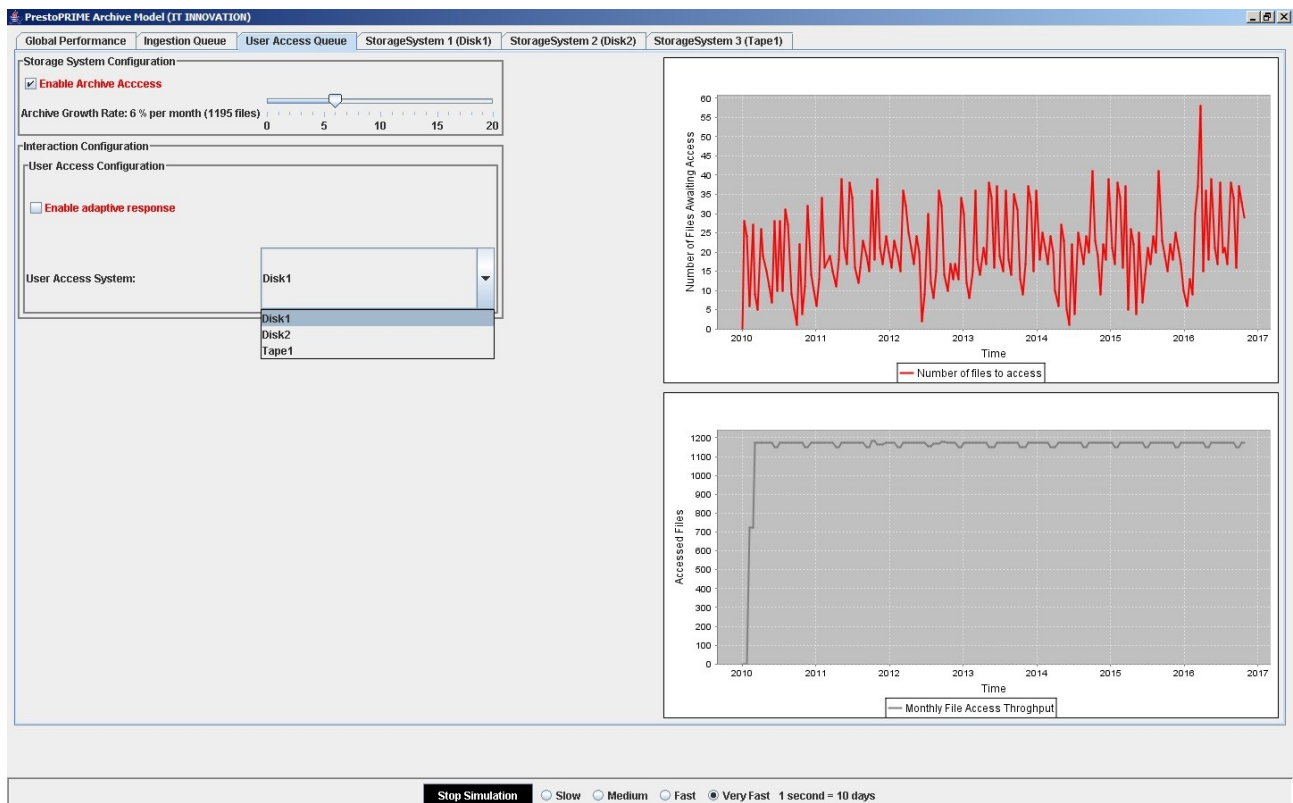 PrestoPRIME Archive Model (IT INNOVATION)
Global Performance Ingestion Queue User Access Queue StorageSystem 1 (Disk1) StorageSystem 2 (Disk2) StorageSystem 3 (Tape1)
Storage System Configuration
Enable Archive Acccess
Archive Growth Rate: 6 % per month (1195 files)
0 5 10 15 20
Interaction Configuration
User Access Configuration
Enable adaptive response
User Access System:
Disk1
Disk1
Disk2
Tape1
Number of Files Awaiting Access
60
55
50
45
40
35
30
25
20
15
10
5
0
2010 2011 2012 2013 2014 2015 2016 2017
Time
Number of files to access
Accessed Files
1200
1100
1000
900
800
700
600
500
400
300
200
100
0
2010 2011 2012 2013 2014 2015 2016 2017
Time
Monthly File Access Throghput
Stop Simulation Slow Medium Fast Very Fast 1 second = 10 days